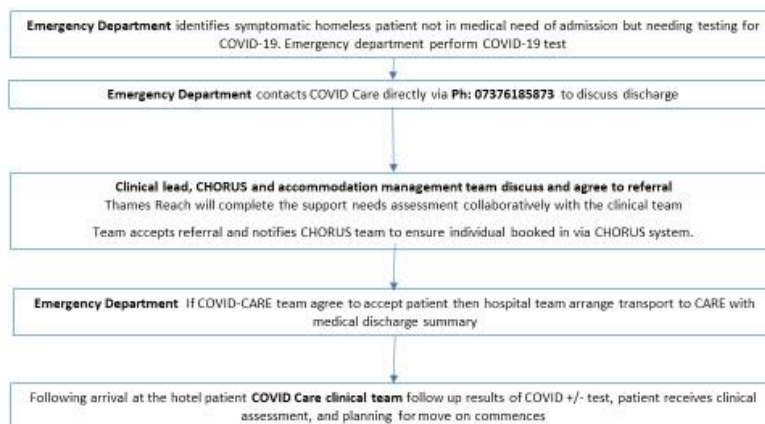 Emergency Department identifies symptomatic homeless patient not in medical need of admission but needing testing for
COVID-19. Emergency department perform COVID-19 test
Emergency Department contacts COVID Care directly via Ph: 07376185873 to discuss discharge
Clinical lead, CHORUS and accommodation management team discuss and agree to referral
Thames Reach will complete the support needs assessment collaboratively with the clinical team
Team accepts referral and notifies CHORUS team to ensure individual booked in via CHORUS system.
Emergency Department If COVID-CARE team agree to accept patient then hospital team arrange transport to CARE with
medical discharge summary
Following arrival at the hotel patient COVID Care clinical team follow up results of COVID +/- test, patient receives clinical
assessment, and planning for move on commences